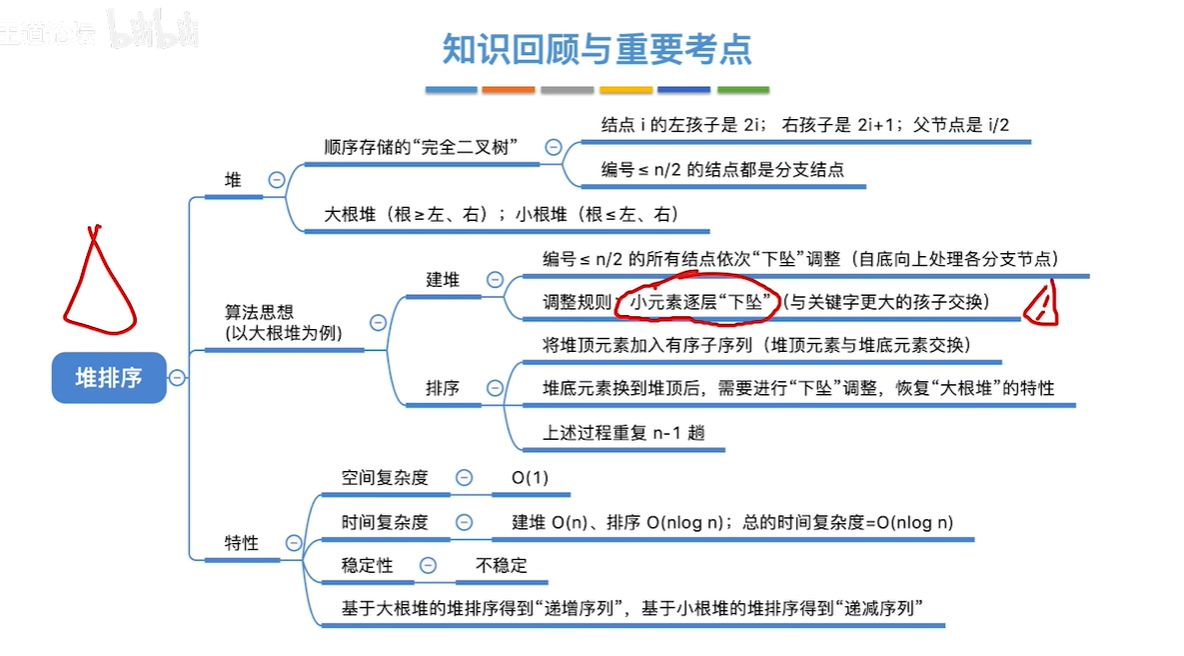 王道论坛 bilibili
知识回顾与重要考点
堆排序
堆
顺序存储的“完全二叉树”
结点 i 的左孩子是 2i； 右孩子是 2i+1；父节点是 i/2
编号≤ n/2 的结点都是分支结点
大根堆（根≥左、右）；小根堆（根≤左、右）
算法思想
(以大根堆为例)
建堆
编号≤ n/2 的所有结点依次“下坠”调整（自底向上处理各分支节点）
调整规则：小元素逐层“下坠”（与关键字更大的孩子交换）
排序
将堆顶元素加入有序子序列（堆顶元素与堆底元素交换）
堆底元素换到堆顶后，需要进行“下坠”调整，恢复“大根堆”的特性
上述过程重复 n-1 趟
特性
空间复杂度
O(1)
时间复杂度
建堆 O(n)、排序 O(nlog n)；总的时间复杂度=O(nlog n)
稳定性
不稳定
基于大根堆的堆排序得到“递增序列”，基于小根堆的堆排序得到“递减序列”